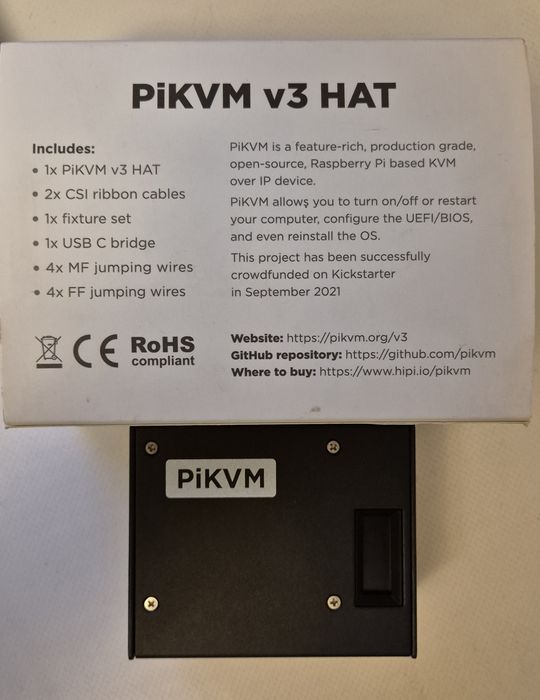 PiKVM v3 HAT
Includes:
• 1x PiKVM v3 HAT
• 2x CSI ribbon cables
• 1x fixture set
• 1x USB C bridge
• 4x MF jumping wires
• 4x FF jumping wires
PiKVM is a feature-rich, production grade,
open-source, Raspberry Pi based KVM
over IP device.
PiKVM allows you to turn on/off or restart
your computer, configure the UEFI/BIOS,
and even reinstall the OS.
This project has been successfully
crowdfunded on Kickstarter
in September 2021
CE RoHS
compliant
Website: https://pikvm.org/v3
GitHub repository: https://github.com/pikvm
Where to buy: https://www.hipi.io/pikvm
PiKVM